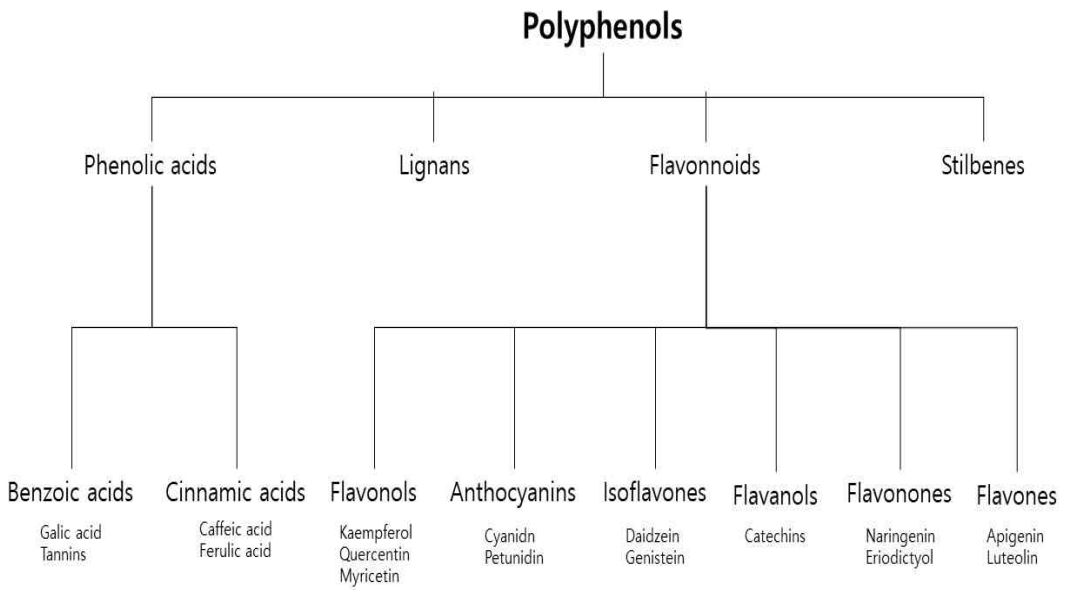 Polyphenols
Phenolic acids
Lignans
Flavonnoids
Stilbenes
Benzoic acids
Galic acid
Tannins
Cinnamic acids
Caffeic acid
Ferulic acid
Flavonols
Kaempferol
Quercentin
Myricetin
Anthocyanins
Cyanidn
Petunidin
Isoflavones
Daidzein
Genistein
Flavanols
Catechins
Flavonones
Naringenin
Eriodictyol
Flavones
Apigenin
Luteolin